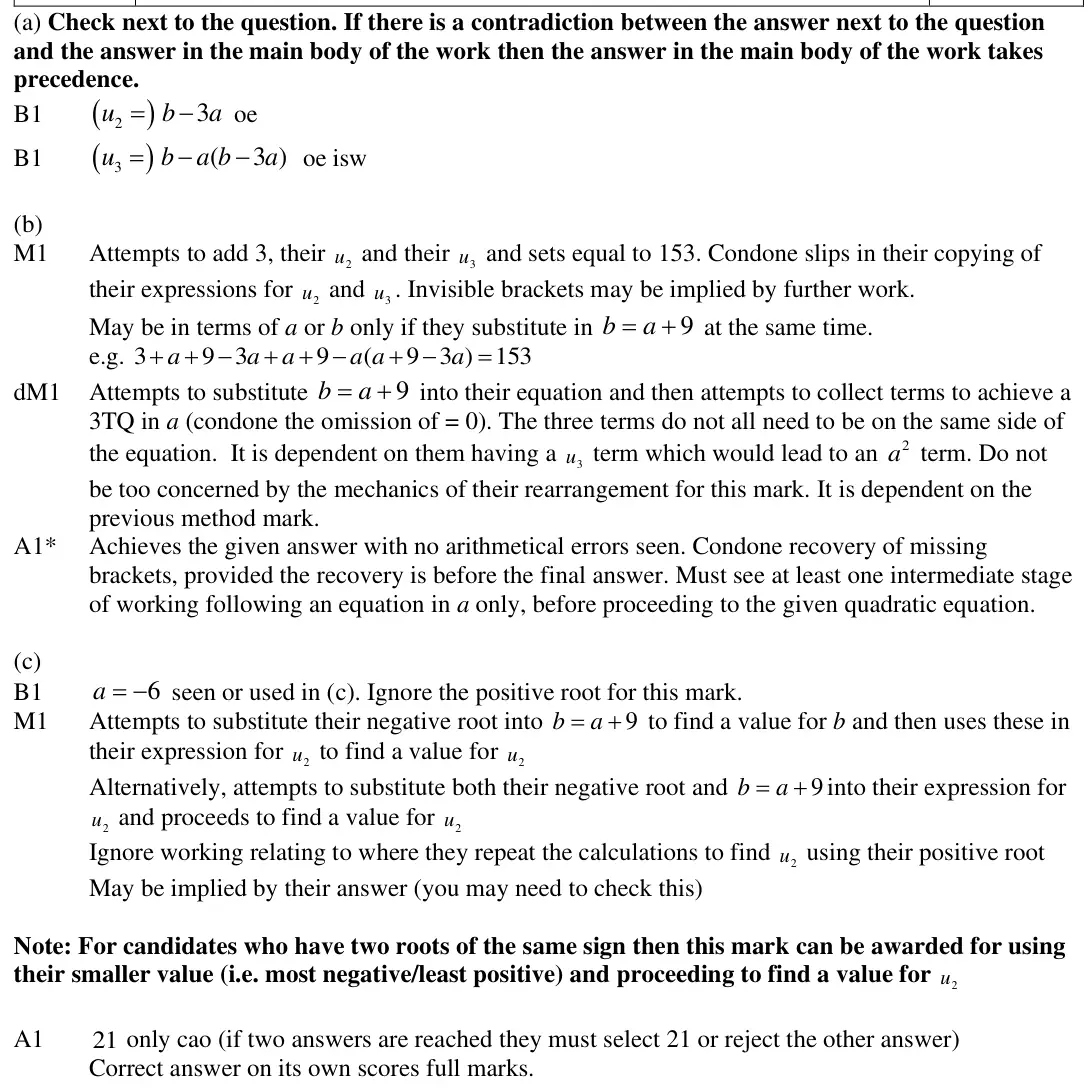 (a) Check next to the question. If there is a contradiction between the answer next to the question
and the answer in the main body of the work then the answer in the main body of the work takes
precedence.
B1 (u₂ =) b − 3a oe
B1 (u₃ =) b − a(b − 3a) oe isw
(b)
M1 Attempts to add 3, their u₂ and their u₃ and sets equal to 153. Condone slips in their copying of
their expressions for u₂ and u₃. Invisible brackets may be implied by further work.
May be in terms of a or b only if they substitute in b = a + 9 at the same time.
e.g. 3 + a + 9 − 3a + a + 9 − a(a + 9 − 3a) = 153
dM1 Attempts to substitute b = a + 9 into their equation and then attempts to collect terms to achieve a
3TQ in a (condone the omission of = 0). The three terms do not all need to be on the same side of
the equation. It is dependent on them having a u₃ term which would lead to an a² term. Do not
be too concerned by the mechanics of their rearrangement for this mark. It is dependent on the
previous method mark.
A1* Achieves the given answer with no arithmetical errors seen. Condone recovery of missing
brackets, provided the recovery is before the final answer. Must see at least one intermediate stage
of working following an equation in a only, before proceeding to the given quadratic equation.
(c)
B1 a = −6 seen or used in (c). Ignore the positive root for this mark.
M1 Attempts to substitute their negative root into b = a + 9 to find a value for b and then uses these in
their expression for u₂ to find a value for u₂
Alternatively, attempts to substitute both their negative root and b = a + 9 into their expression for
u₂ and proceeds to find a value for u₂
Ignore working relating to where they repeat the calculations to find u₂ using their positive root
May be implied by their answer (you may need to check this)
Note: For candidates who have two roots of the same sign then this mark can be awarded for using
their smaller value (i.e. most negative/least positive) and proceeding to find a value for u₂
A1 21 only cao (if two answers are reached they must select 21 or reject the other answer)
Correct answer on its own scores full marks.